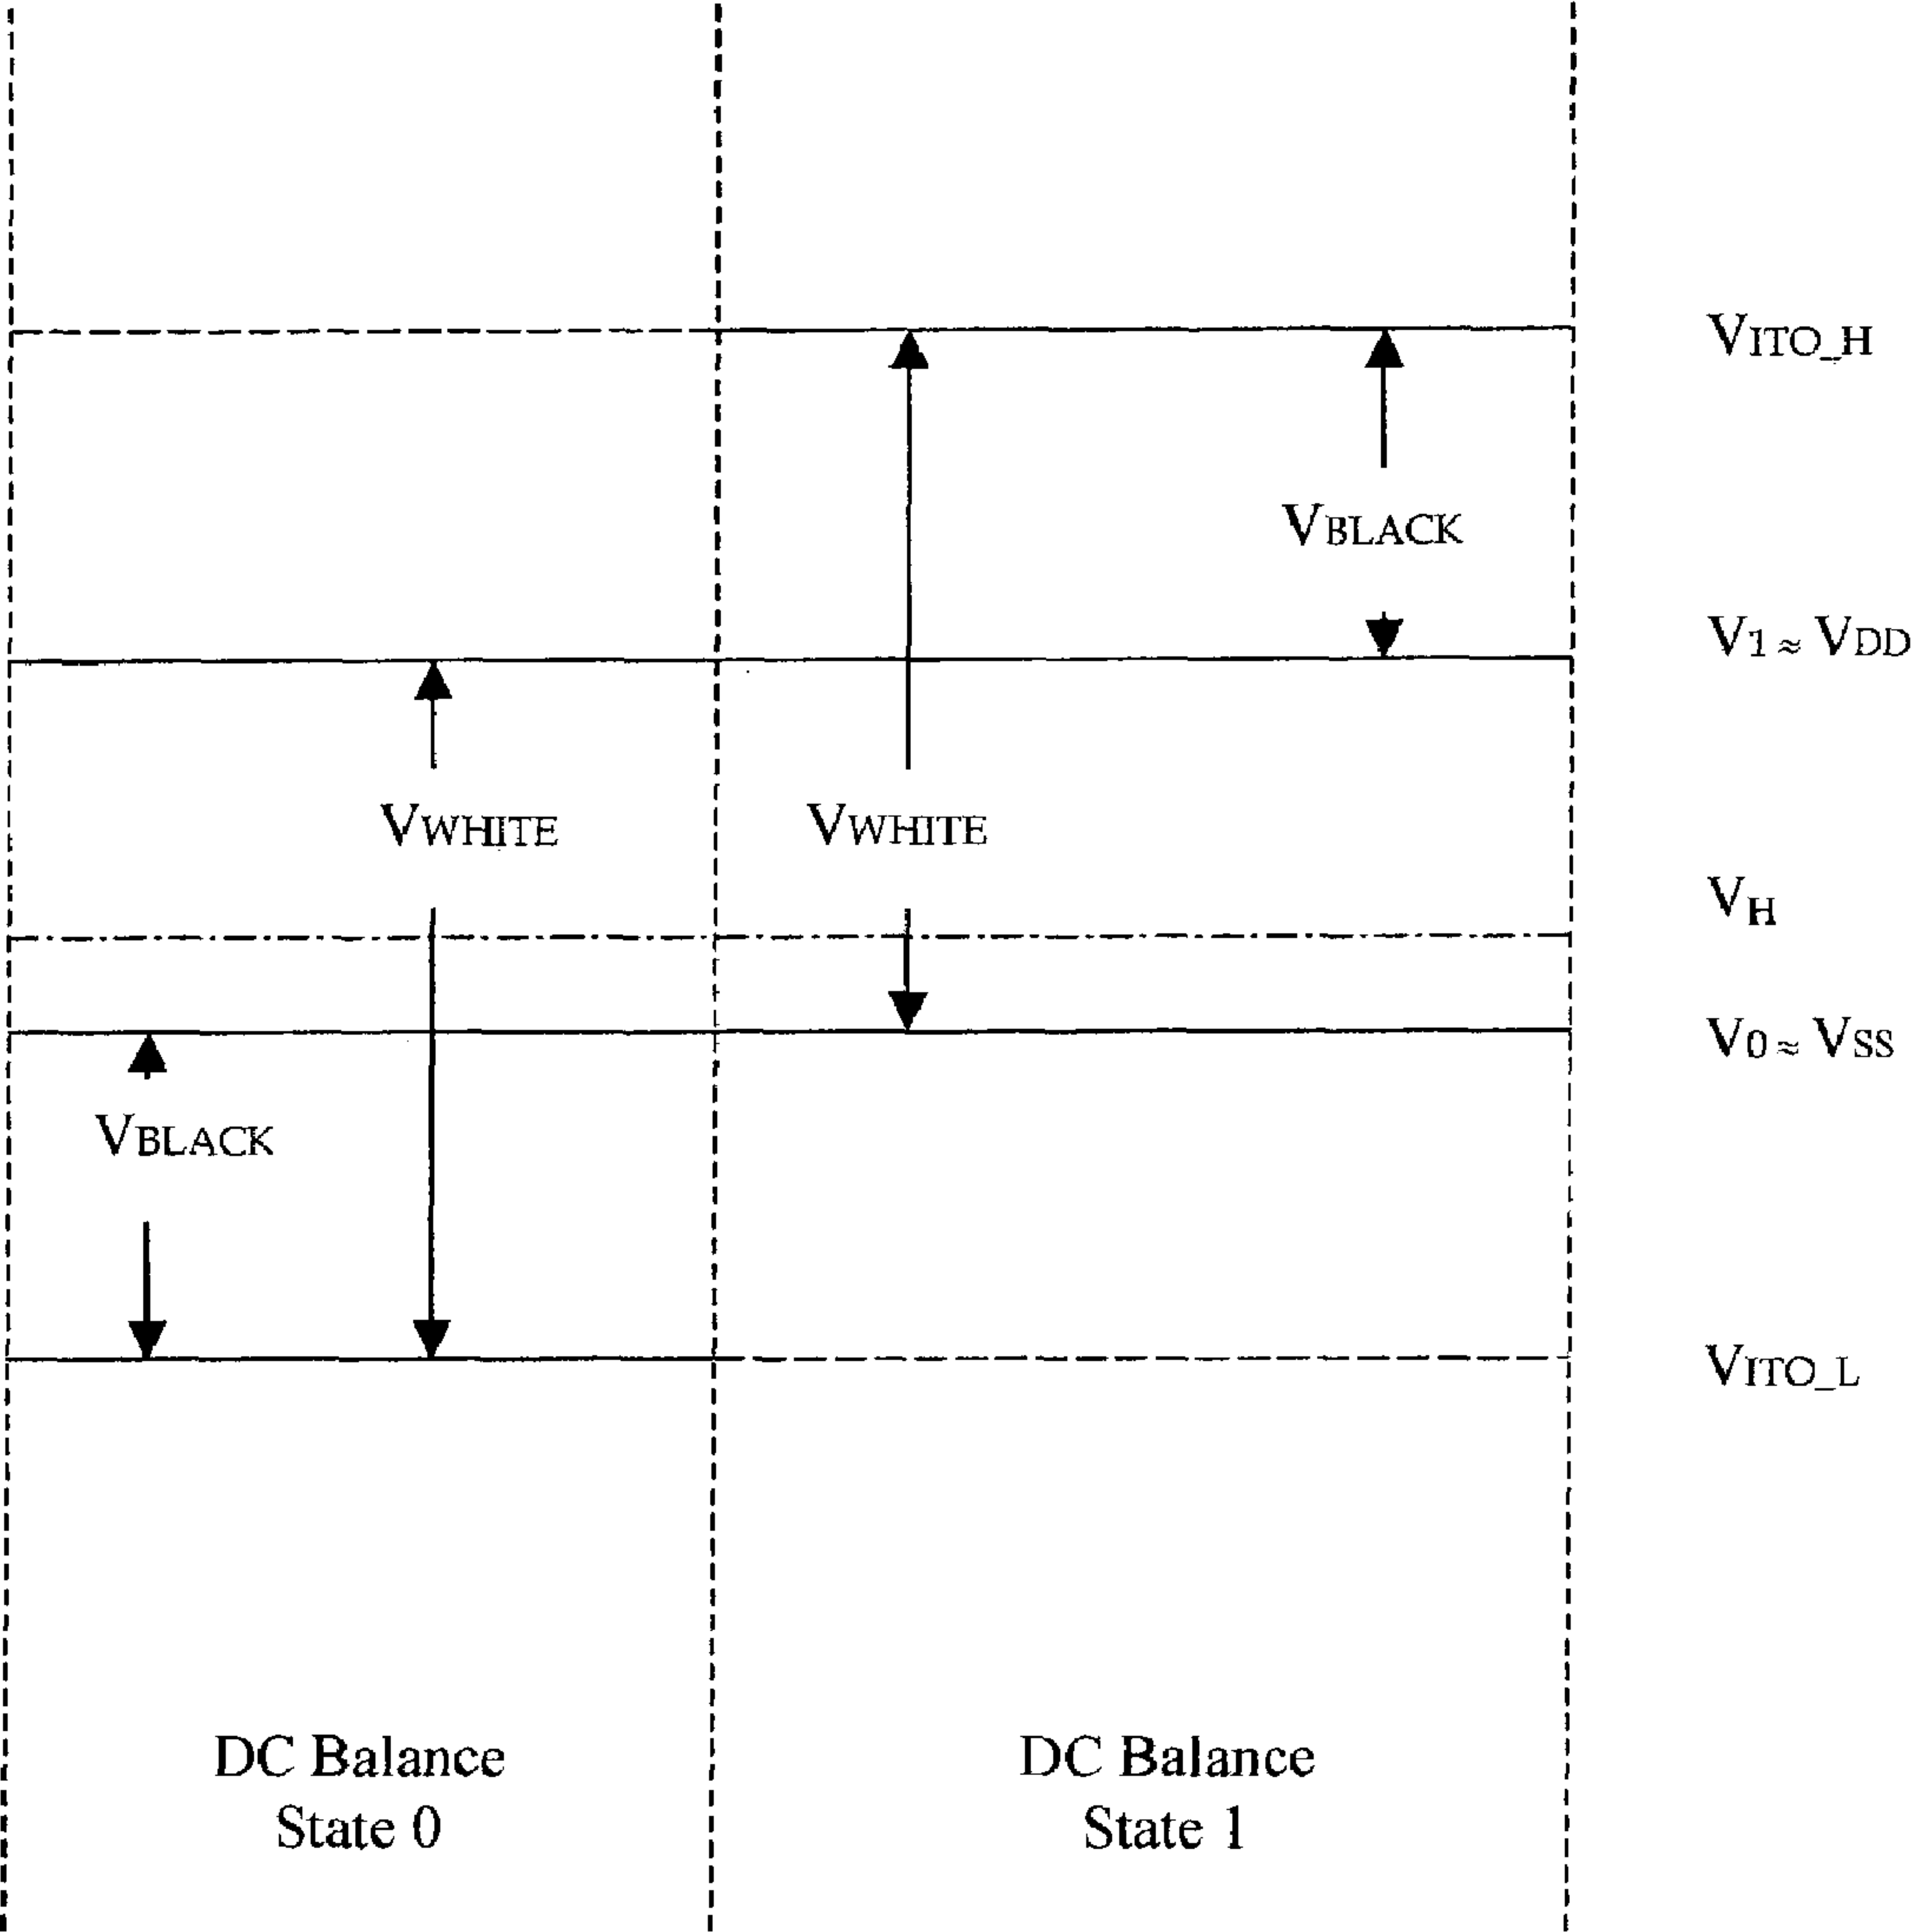 VITO_H
VBLACK
V1 ≈ VDD
VWHITE VWHITE
VH
V0 ≈ VSS
VBLACK
VITO_L
DC Balance
State 0
DC Balance
State 1